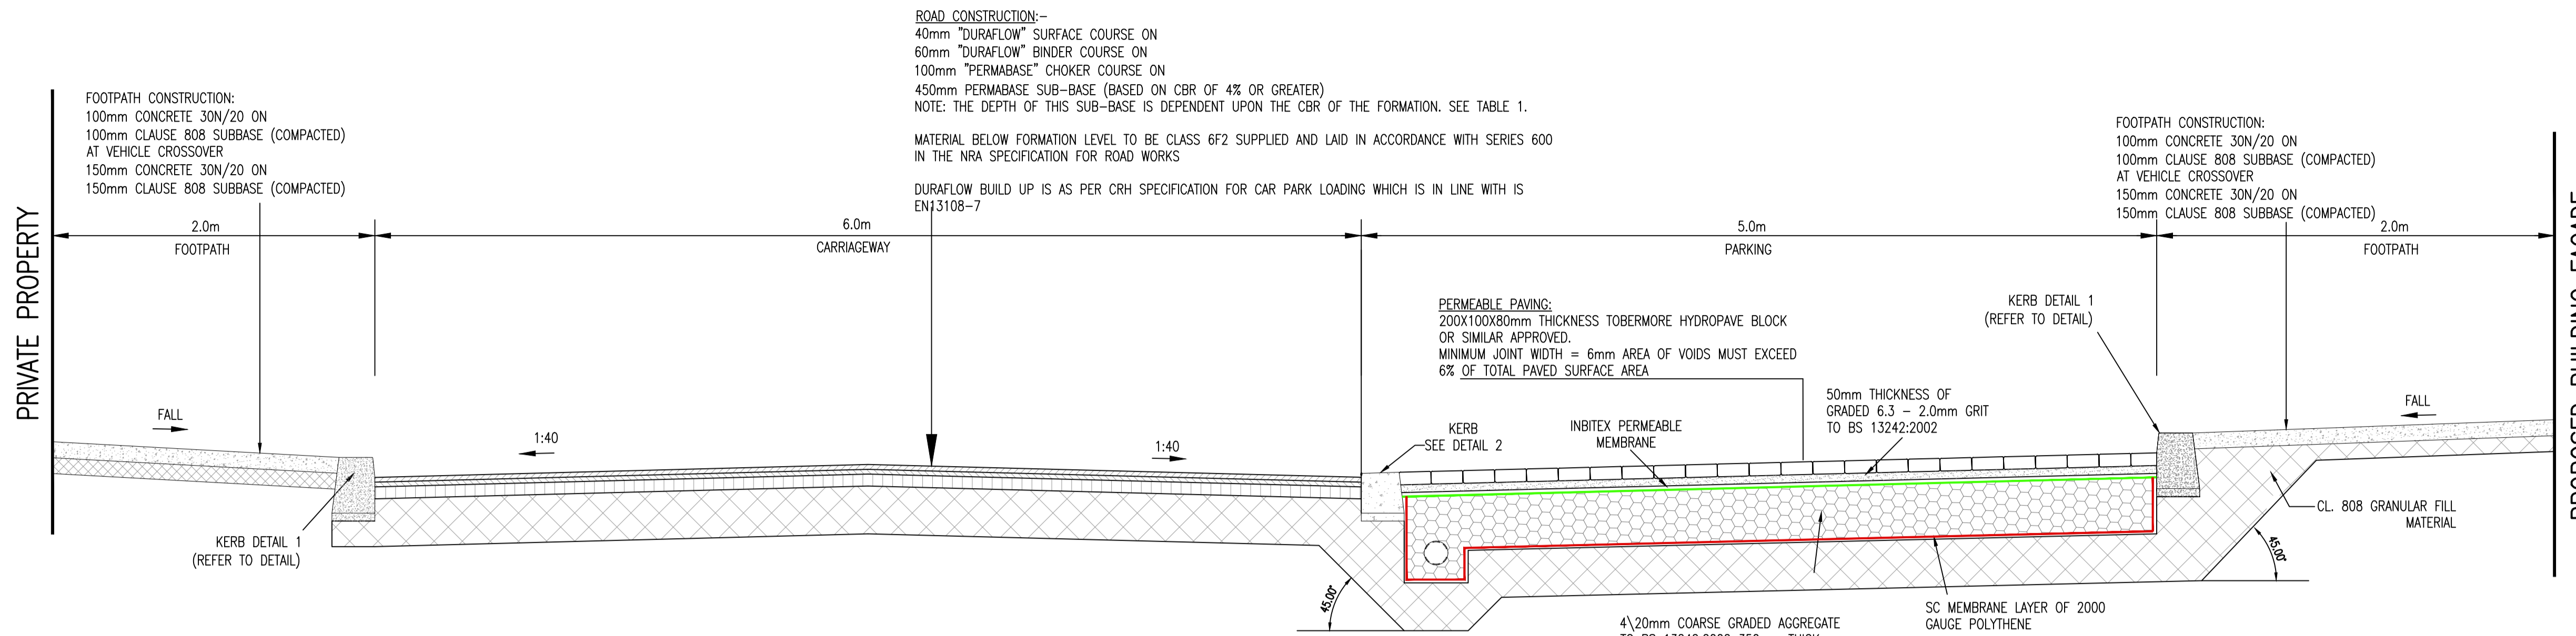 ROAD CONSTRUCTION:-
40mm "DURAFLOW" SURFACE COURSE ON
60mm "DURAFLOW" BINDER COURSE ON
100mm "PERMABASE" CHOKER COURSE ON
450mm PERMABASE SUB-BASE (BASED ON CBR OF 4% OR GREATER)
NOTE: THE DEPTH OF THIS SUB-BASE IS DEPENDENT UPON THE CBR OF THE FORMATION. SEE TABLE 1.
MATERIAL BELOW FORMATION LEVEL TO BE CLASS 6F2 SUPPLIED AND LAID IN ACCORDANCE WITH SERIES 600
IN THE NRA SPECIFICATION FOR ROAD WORKS
DURAFLOW BUILD UP IS AS PER CRH SPECIFICATION FOR CAR PARK LOADING WHICH IS IN LINE WITH IS
EN13108-7
FOOTPATH CONSTRUCTION:
100mm CONCRETE 30N/20 ON
100mm CLAUSE 808 SUBBASE (COMPACTED)
AT VEHICLE CROSSOVER
150mm CONCRETE 30N/20 ON
150mm CLAUSE 808 SUBBASE (COMPACTED)
FOOTPATH CONSTRUCTION:
100mm CONCRETE 30N/20 ON
100mm CLAUSE 808 SUBBASE (COMPACTED)
AT VEHICLE CROSSOVER
150mm CONCRETE 30N/20 ON
150mm CLAUSE 808 SUBBASE (COMPACTED)
PRIVATE PROPERTY
2.0m
FOOTPATH
6.0m
CARRIAGEWAY
5.0m
PARKING
2.0m
FOOTPATH
PERMEABLE PAVING:
200X100X80mm THICKNESS TOBERMORE HYDROPAVE BLOCK
OR SIMILAR APPROVED.
MINIMUM JOINT WIDTH = 6mm AREA OF VOIDS MUST EXCEED
6% OF TOTAL PAVED SURFACE AREA
KERB DETAIL 1
(REFER TO DETAIL)
50mm THICKNESS OF
GRADED 6.3 - 2.0mm GRIT
TO BS 13242:2002
FALL
1:40
1:40
KERB
SEE DETAIL 2
INBITEX PERMEABLE
MEMBRANE
FALL
KERB DETAIL 1
(REFER TO DETAIL)
CL. 808 GRANULAR FILL
MATERIAL
45.00°
45.00°
SC MEMBRANE LAYER OF 2000
GAUGE POLYTHENE
4\20mm COARSE GRADED AGGREGATE